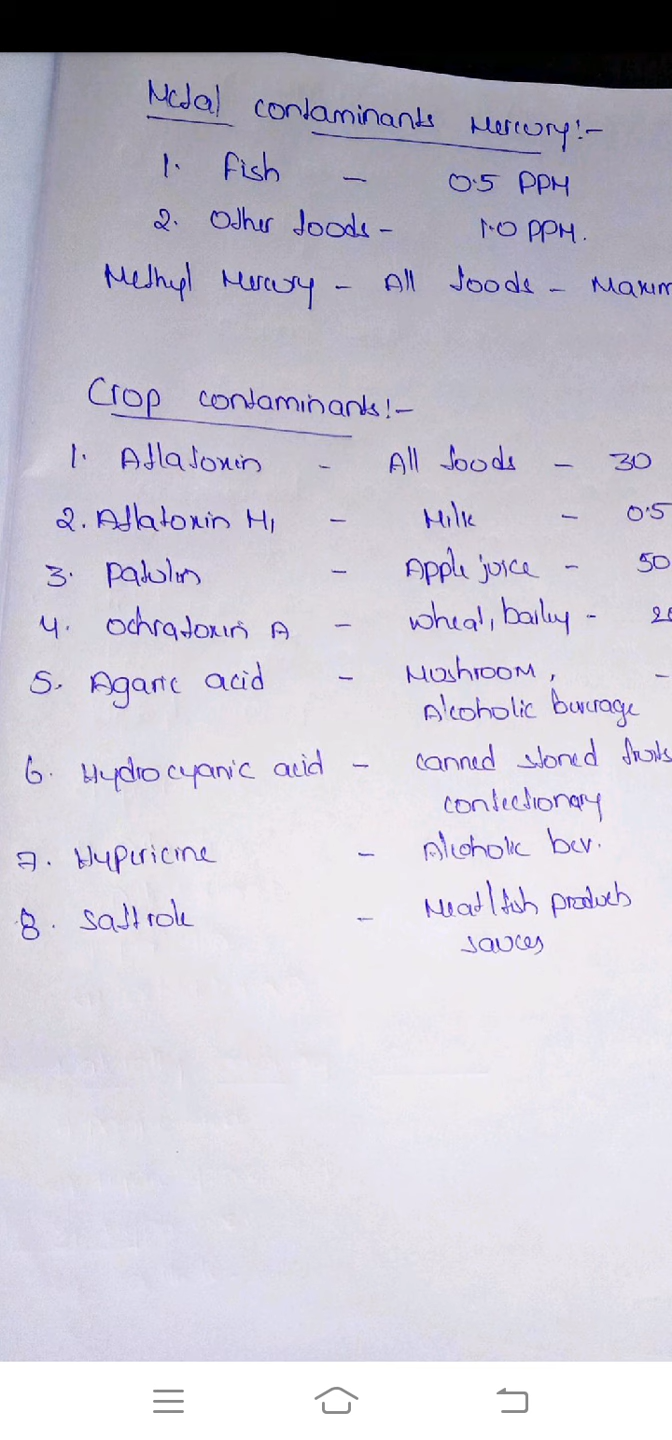 Metal contaminants Mercury:-
1. Fish - 0.5 PPM
2. Other foods - 1.0 PPM.
Methyl Mercury - All foods - Maxim
Crop contaminants:-
1. Aflatoxin - All foods - 30
2. Aflatoxin M1 - Milk - 0.5
3. Patulin - Apple juice - 50
4. Ochratoxin A - wheat, barley - 20
5. Agaric acid - Mushroom, -
Alcoholic beverage
6. Hydrocyanic acid - canned stoned fruits
confectionary
7. Hypericine - Alcoholic bev.
8. Saffrole - Meat/fish products
sauces